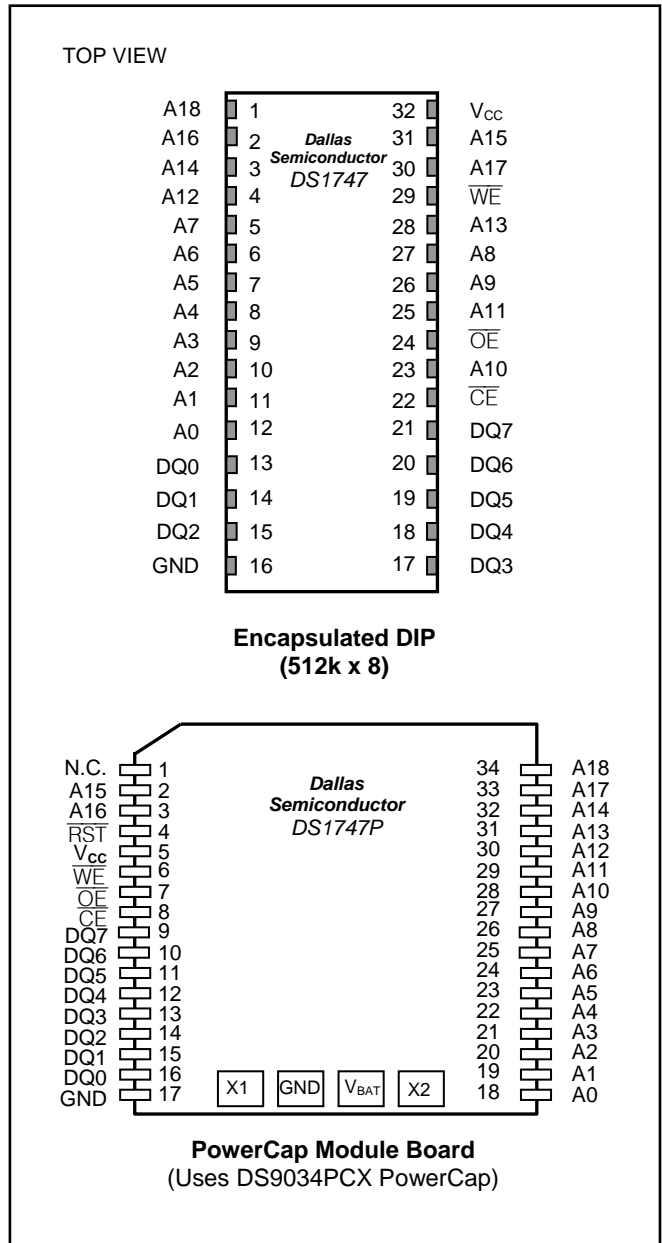 TOP VIEW
A18 1 32 VCC
A16 2 Dallas 31 A15
A14 3 Semiconductor 30 A17
A12 4 DS1747 29 W̅E̅
A7 5 28 A13
A6 6 27 A8
A5 7 26 A9
A4 8 25 A11
A3 9 24 O̅E̅
A2 10 23 A10
A1 11 22 C̅E̅
A0 12 21 DQ7
DQ0 13 20 DQ6
DQ1 14 19 DQ5
DQ2 15 18 DQ4
GND 16 17 DQ3
Encapsulated DIP
(512k x 8)
N.C. 1 34 A18
A15 2 Dallas 33 A17
A16 3 Semiconductor 32 A14
R̅S̅T̅ 4 DS1747P 31 A13
VCC 5 30 A12
W̅E̅ 6 29 A11
O̅E̅ 7 28 A10
C̅E̅ 8 27 A9
DQ7 9 26 A8
DQ6 10 25 A7
DQ5 11 24 A6
DQ4 12 23 A5
DQ3 13 22 A4
DQ2 14 21 A3
DQ1 15 20 A2
DQ0 16 19 A1
GND 17 X1 GND VBAT X2 18 A0
PowerCap Module Board
(Uses DS9034PCX PowerCap)